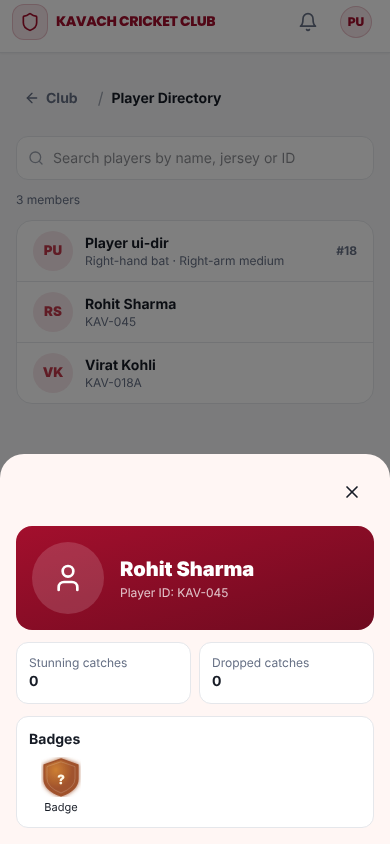 KAVACH CRICKET CLUB
PU
Club / Player Directory
Search players by name, jersey or ID
3 members
PU
Player ui-dir
Right-hand bat · Right-arm medium
#18
RS
Rohit Sharma
KAV-045
VK
Virat Kohli
KAV-018A
Rohit Sharma
Player ID: KAV-045
Stunning catches
0
Dropped catches
0
Badges
?
Badge